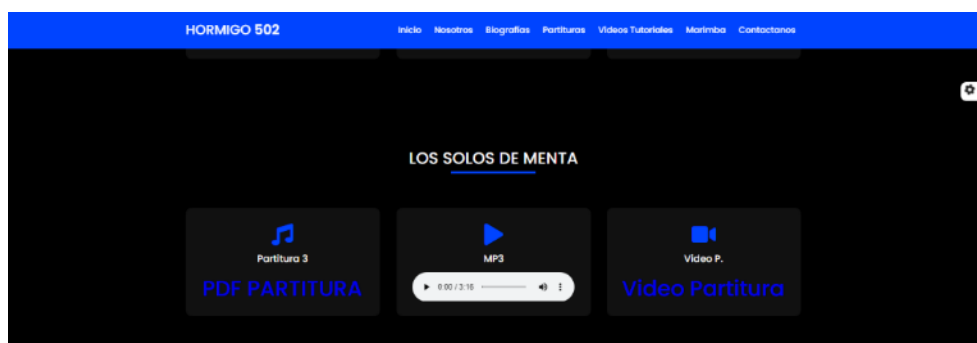 HORMIGO 502
Inicio Nosotros Biografías Partituras Videos Tutoriales Marimba Contactanos
LOS SOLOS DE MENTA
Partitura 3
PDF PARTITURA
MP3
0:00 / 3:16
Video P.
Video Partitura